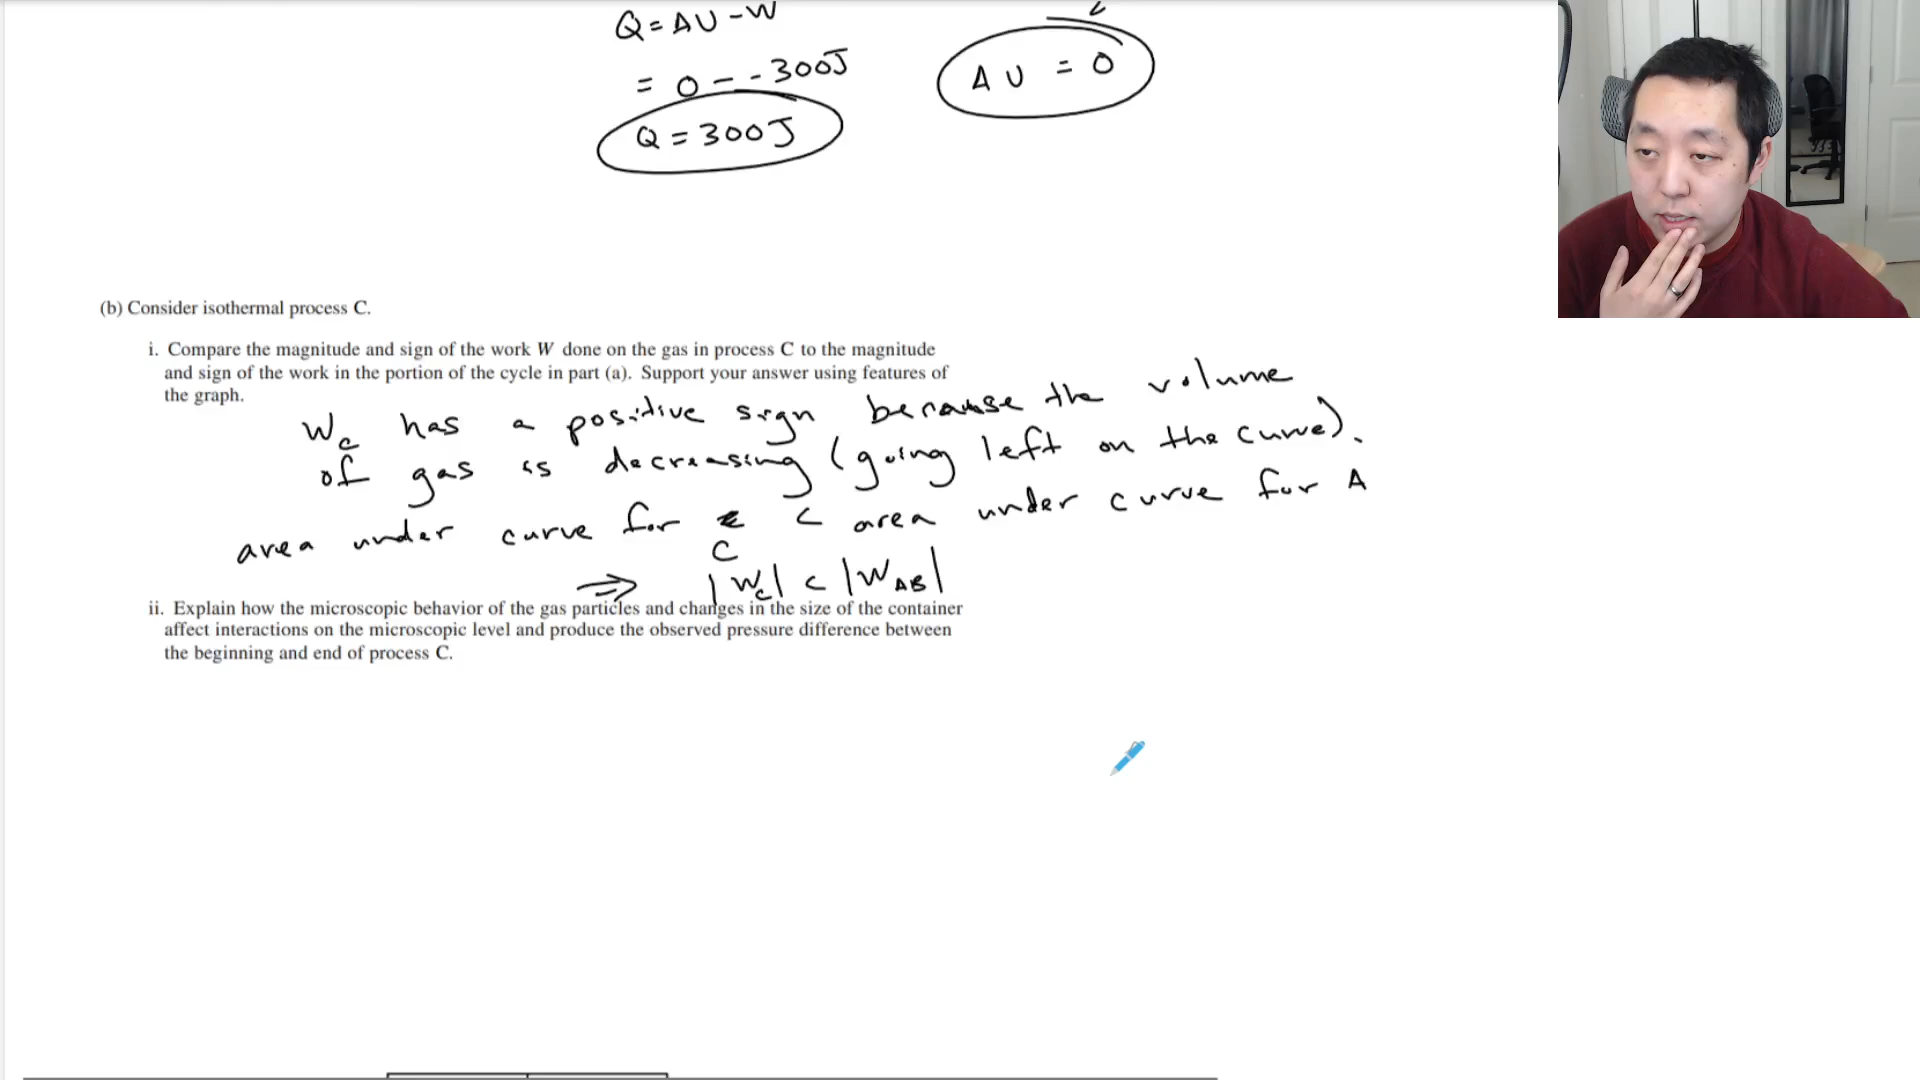 Q = ΔU - W
= 0 - - 300J
Q = 300J
ΔU = 0
(b) Consider isothermal process C.
i. Compare the magnitude and sign of the work W done on the gas in process C to the magnitude
and sign of the work in the portion of the cycle in part (a). Support your answer using features of
the graph.
Wc has a positive sign because the volume
of gas is decreasing (going left on the curve).
area under curve for C < area under curve for A
⇒ |Wc| < |WAB|
ii. Explain how the microscopic behavior of the gas particles and changes in the size of the container
affect interactions on the microscopic level and produce the observed pressure difference between
the beginning and end of process C.